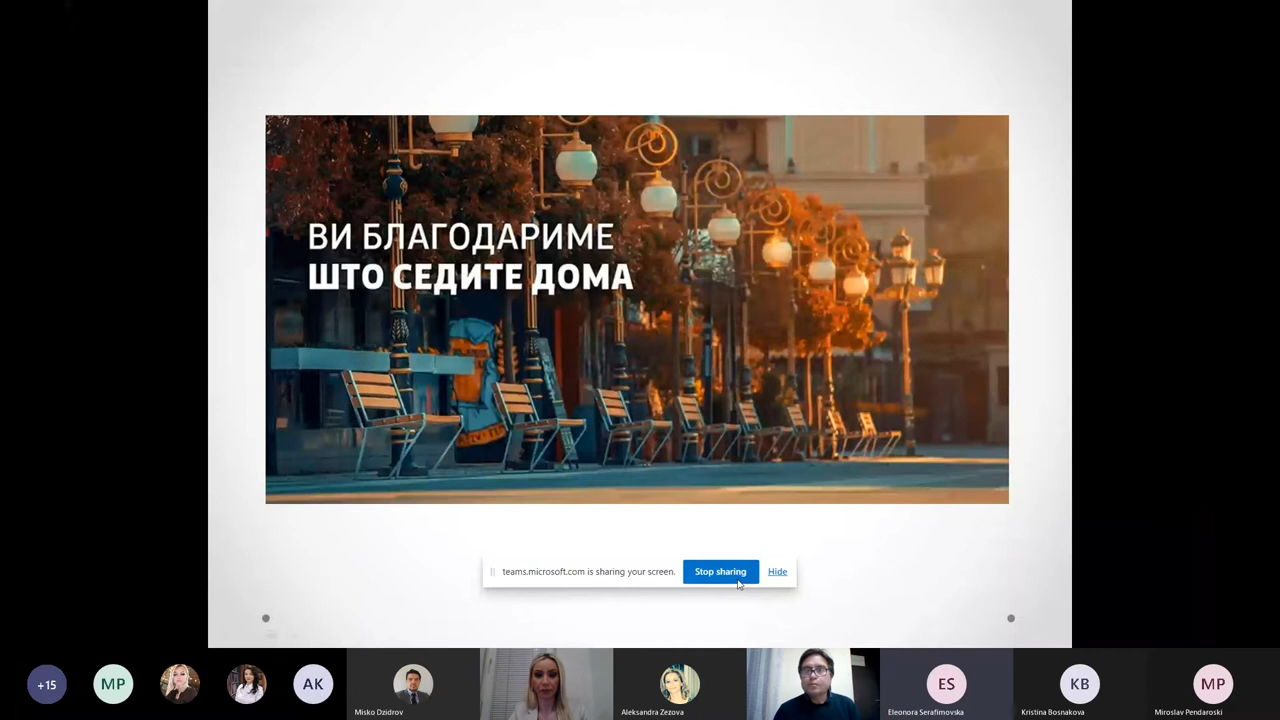 ВИ БЛАГОДАРИМЕ
ШТО СЕДИТЕ ДОМА
teams.microsoft.com is sharing your screen.
Stop sharing
Hide
+15
MP
AK
Misko Dzidrov
Aleksandra Zezova
ES
Eleonora Serafimovska
KB
Kristina Bosnakova
MP
Miroslav Pendaroski